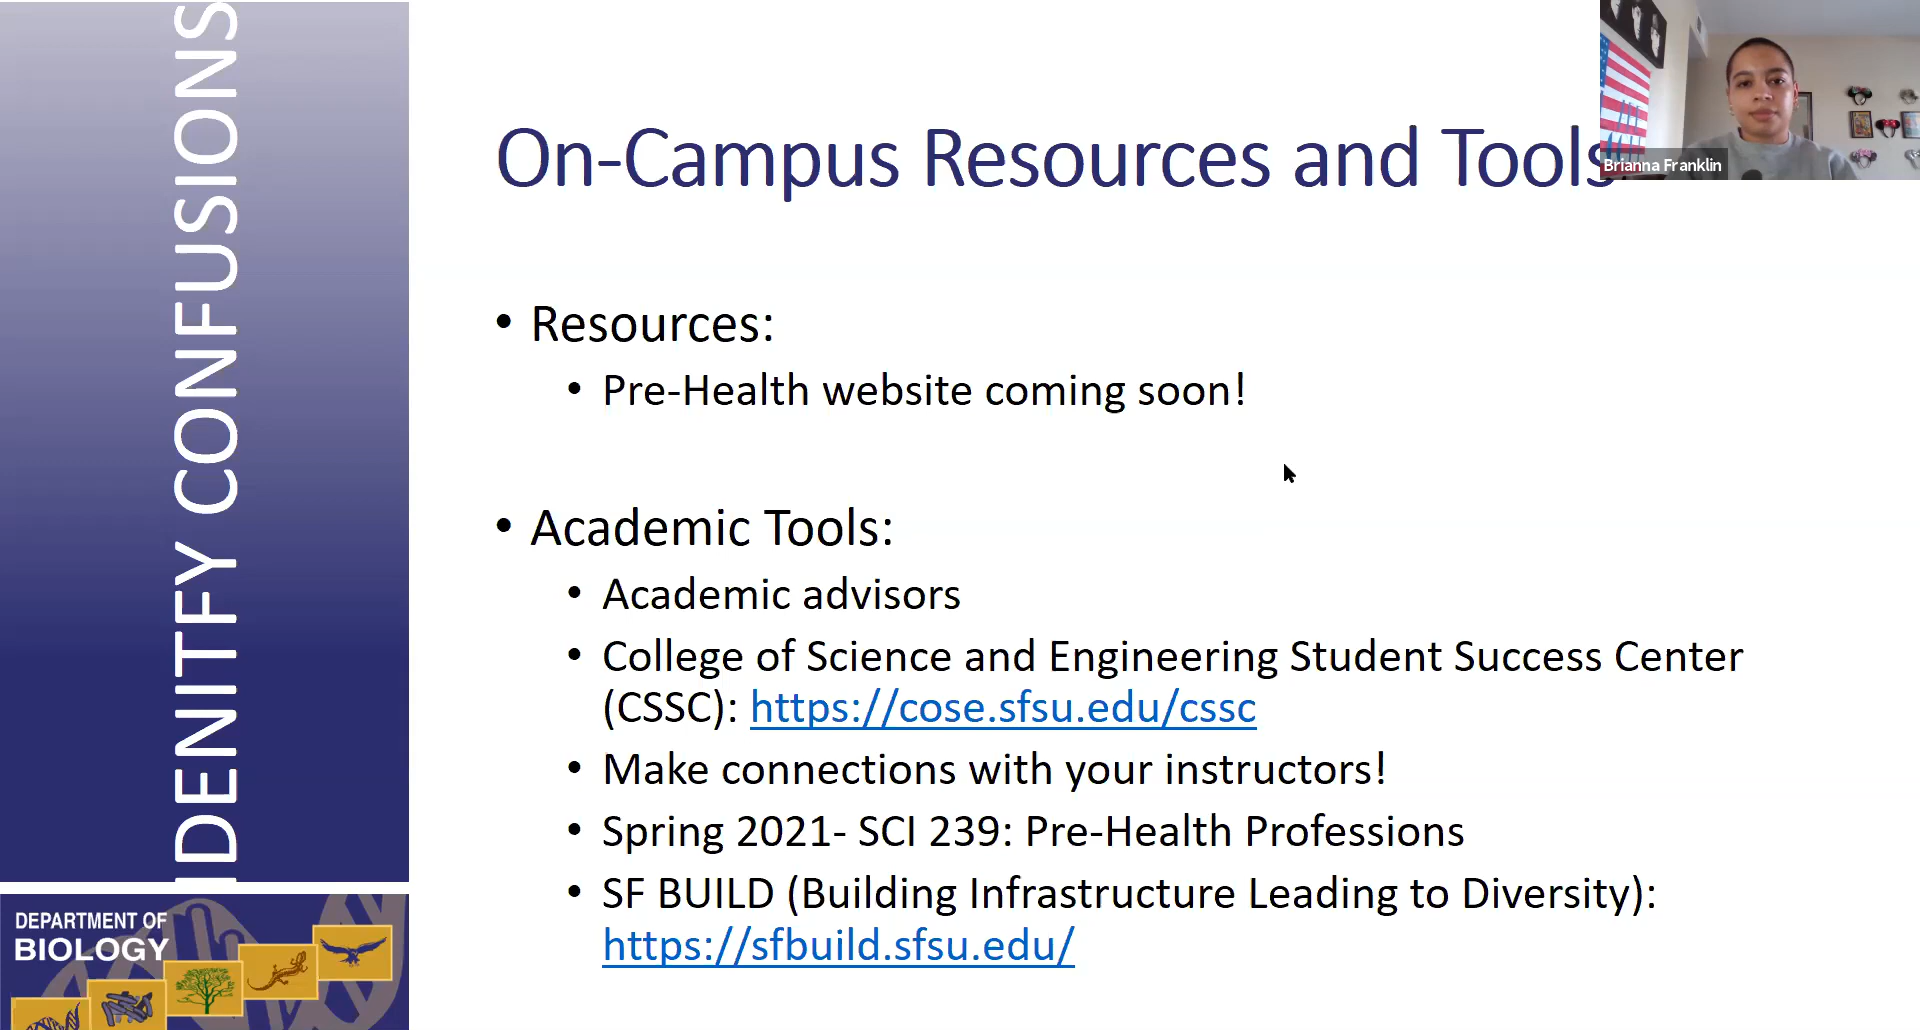 IDENITFY CONFUSIONS
On-Campus Resources and Tools
Brianna Franklin
• Resources:
• Pre-Health website coming soon!
• Academic Tools:
• Academic advisors
• College of Science and Engineering Student Success Center
(CSSC): https://cose.sfsu.edu/cssc
• Make connections with your instructors!
• Spring 2021- SCI 239: Pre-Health Professions
• SF BUILD (Building Infrastructure Leading to Diversity):
https://sfbuild.sfsu.edu/
DEPARTMENT OF
BIOLOGY